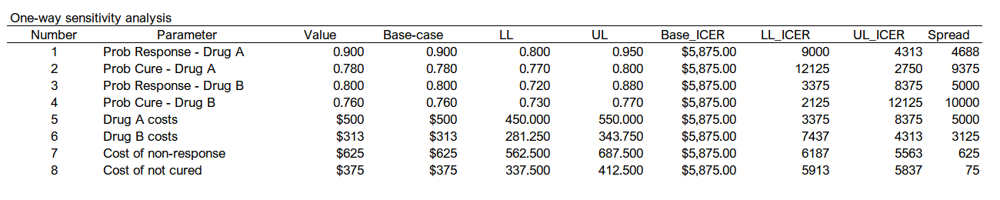 One-way sensitivity analysis
Number Parameter Value Base-case LL UL Base_ICER LL_ICER UL_ICER Spread
1 Prob Response - Drug A 0.900 0.900 0.800 0.950 $5,875.00 9000 4313 4688
2 Prob Cure - Drug A 0.780 0.780 0.770 0.800 $5,875.00 12125 2750 9375
3 Prob Response - Drug B 0.800 0.800 0.720 0.880 $5,875.00 3375 8375 5000
4 Prob Cure - Drug B 0.760 0.760 0.730 0.770 $5,875.00 2125 12125 10000
5 Drug A costs $500 $500 450.000 550.000 $5,875.00 3375 8375 5000
6 Drug B costs $313 $313 281.250 343.750 $5,875.00 7437 4313 3125
7 Cost of non-response $625 $625 562.500 687.500 $5,875.00 6187 5563 625
8 Cost of not cured $375 $375 337.500 412.500 $5,875.00 5913 5837 75